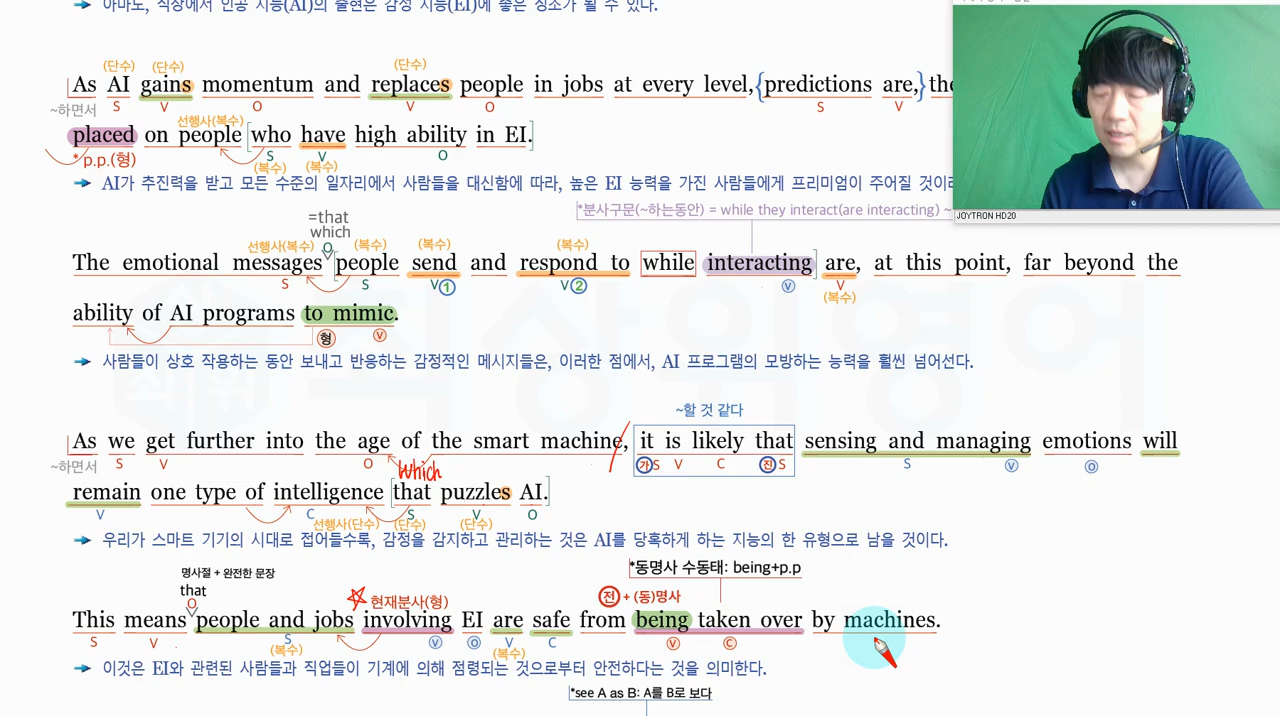 ➡ 아마도, 직장에서 인공 지능(AI)의 출현은 감정 지능(EI)에 좋은 징조가 될 수 있다.
(단수) (단수) (단수)
As AI gains momentum and replaces people in jobs at every level,{predictions are,}the
~하면서 S V O V O S V
선행사(복수)
placed on people [who have high ability in EI.]
* p.p.(형) S V O
(복수) (복수)
➡ AI가 추진력을 받고 모든 수준의 일자리에서 사람들을 대신함에 따라, 높은 EI 능력을 가진 사람들에게 프리미엄이 주어질 것이라
*분사구문(~하는동안) = while they interact(are interacting) ~
=that
which
선행사(복수) O (복수) (복수) (복수)
The emotional messages [people send and respond to while interacting] are, at this point, far beyond the
S S V① V② ⓥ V
(복수)
ability of AI programs to mimic.
형 ⓥ
➡ 사람들이 상호 작용하는 동안 보내고 반응하는 감정적인 메시지들은, 이러한 점에서, AI 프로그램의 모방하는 능력을 훨씬 넘어선다.
~할 것 같다
As we get further into the age of the smart machine, it is likely that sensing and managing emotions will
~하면서 S V O 가S V C 진S S ⓥ ⓞ
Which
remain one type of intelligence [that puzzles AI.]
V C S V O
선행사(단수) (단수) (단수)
➡ 우리가 스마트 기기의 시대로 접어들수록, 감정을 감지하고 관리하는 것은 AI를 당혹하게 하는 지능의 한 유형으로 남을 것이다.
명사절 + 완전한 문장 *동명사 수동태: being+p.p
that
O 현재분사(형) 전 + (동)명사
This means people and jobs involving EI are safe from being taken over by machines.
S V S ⓥ ⓞ V C ⓥ ⓒ
(복수) (복수)
➡ 이것은 EI와 관련된 사람들과 직업들이 기계에 의해 점령되는 것으로부터 안전하다는 것을 의미한다.
*see A as B: A를 B로 보다
JOYTRON HD20